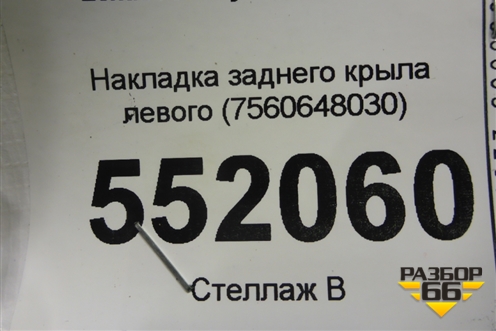 Накладка заднего крыла
левого (7560648030)
552060
Стеллаж В
РАЗБОР
66